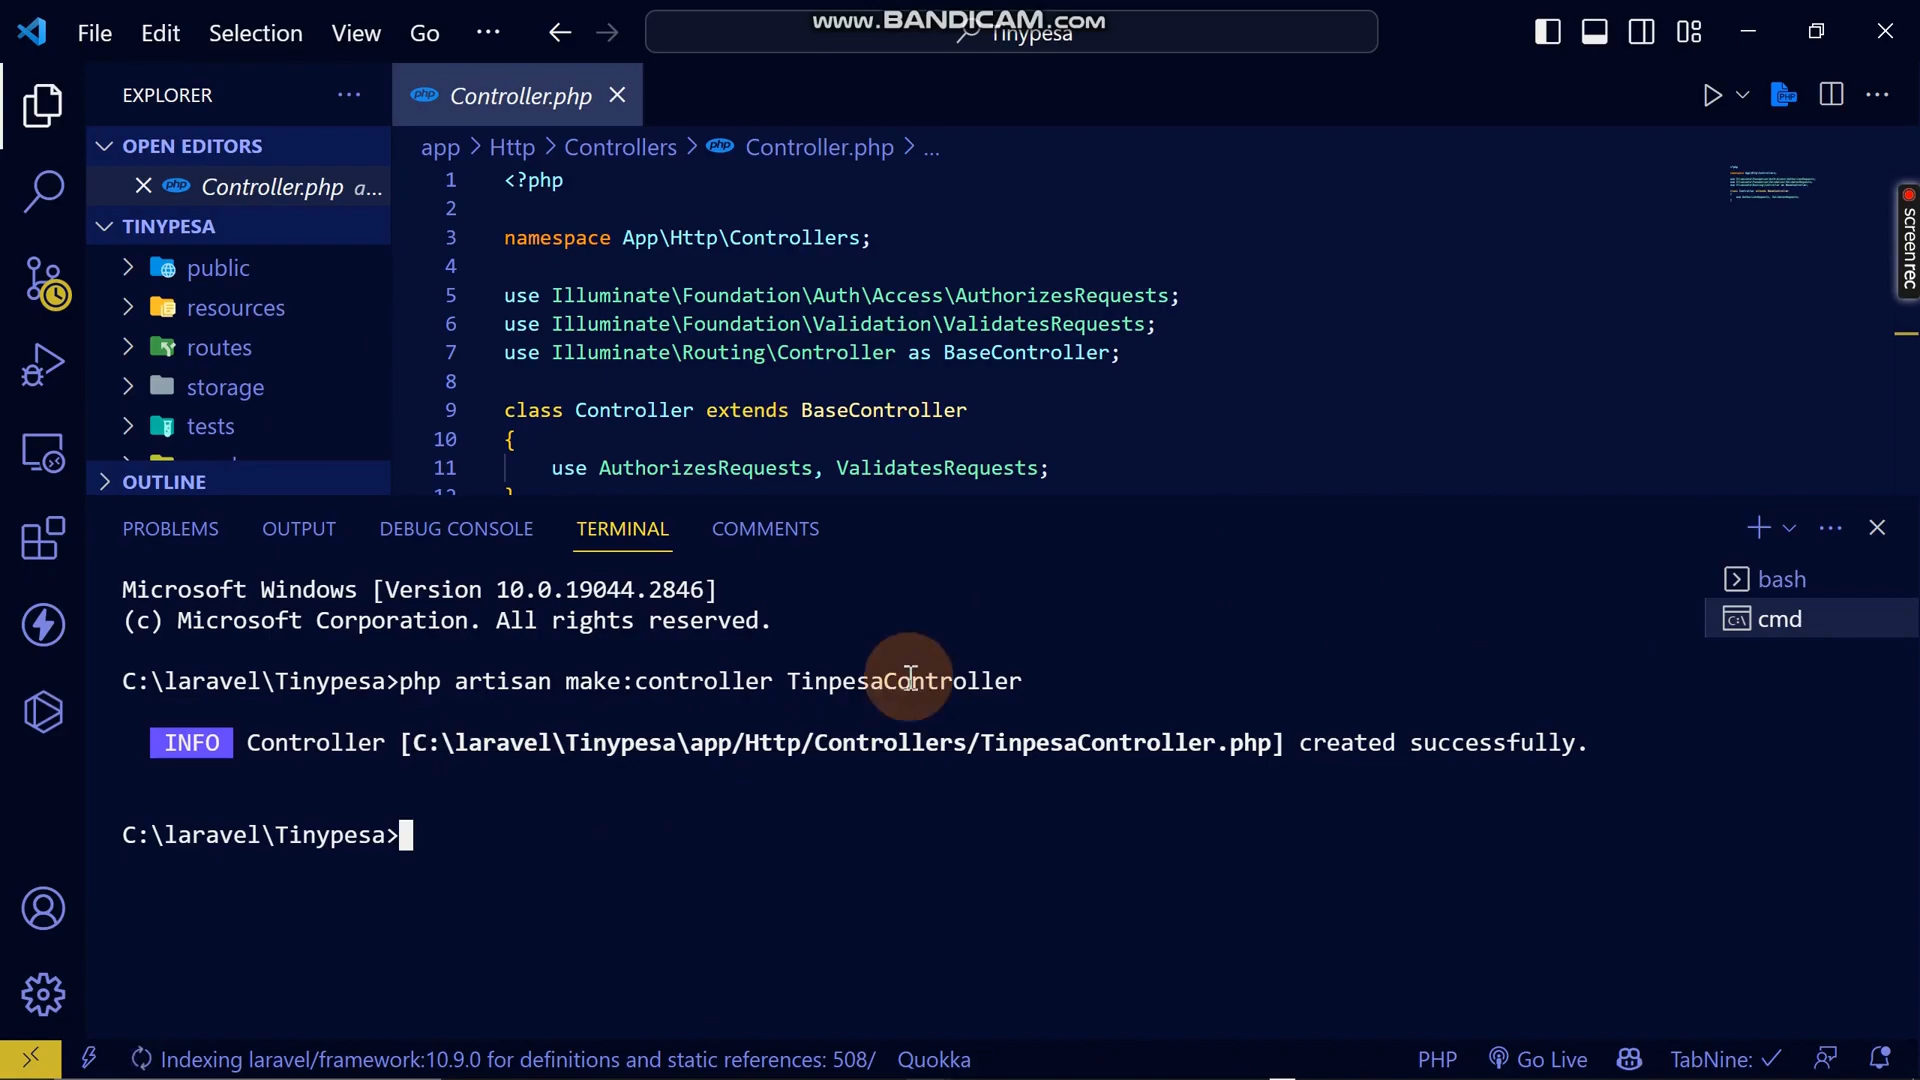 www.BANDICAM.com
File Edit Selection View Go ... Tinypesa
EXPLORER ...
Controller.php
OPEN EDITORS
Controller.php a...
TINYPESA
public
resources
routes
storage
tests
OUTLINE
app > Http > Controllers > Controller.php > ...
1 <?php
2
3 namespace App\Http\Controllers;
4
5 use Illuminate\Foundation\Auth\Access\AuthorizesRequests;
6 use Illuminate\Foundation\Validation\ValidatesRequests;
7 use Illuminate\Routing\Controller as BaseController;
8
9 class Controller extends BaseController
10 {
11 use AuthorizesRequests, ValidatesRequests;
12 }
screenrec
PROBLEMS OUTPUT DEBUG CONSOLE TERMINAL COMMENTS
Microsoft Windows [Version 10.0.19044.2846]
(c) Microsoft Corporation. All rights reserved.
C:\laravel\Tinypesa>php artisan make:controller TinpesaController
INFO Controller [C:\laravel\Tinypesa\app/Http/Controllers/TinpesaController.php] created successfully.
C:\laravel\Tinypesa>
bash
cmd
Indexing laravel/framework:10.9.0 for definitions and static references: 508/ Quokka PHP Go Live TabNine: ✓